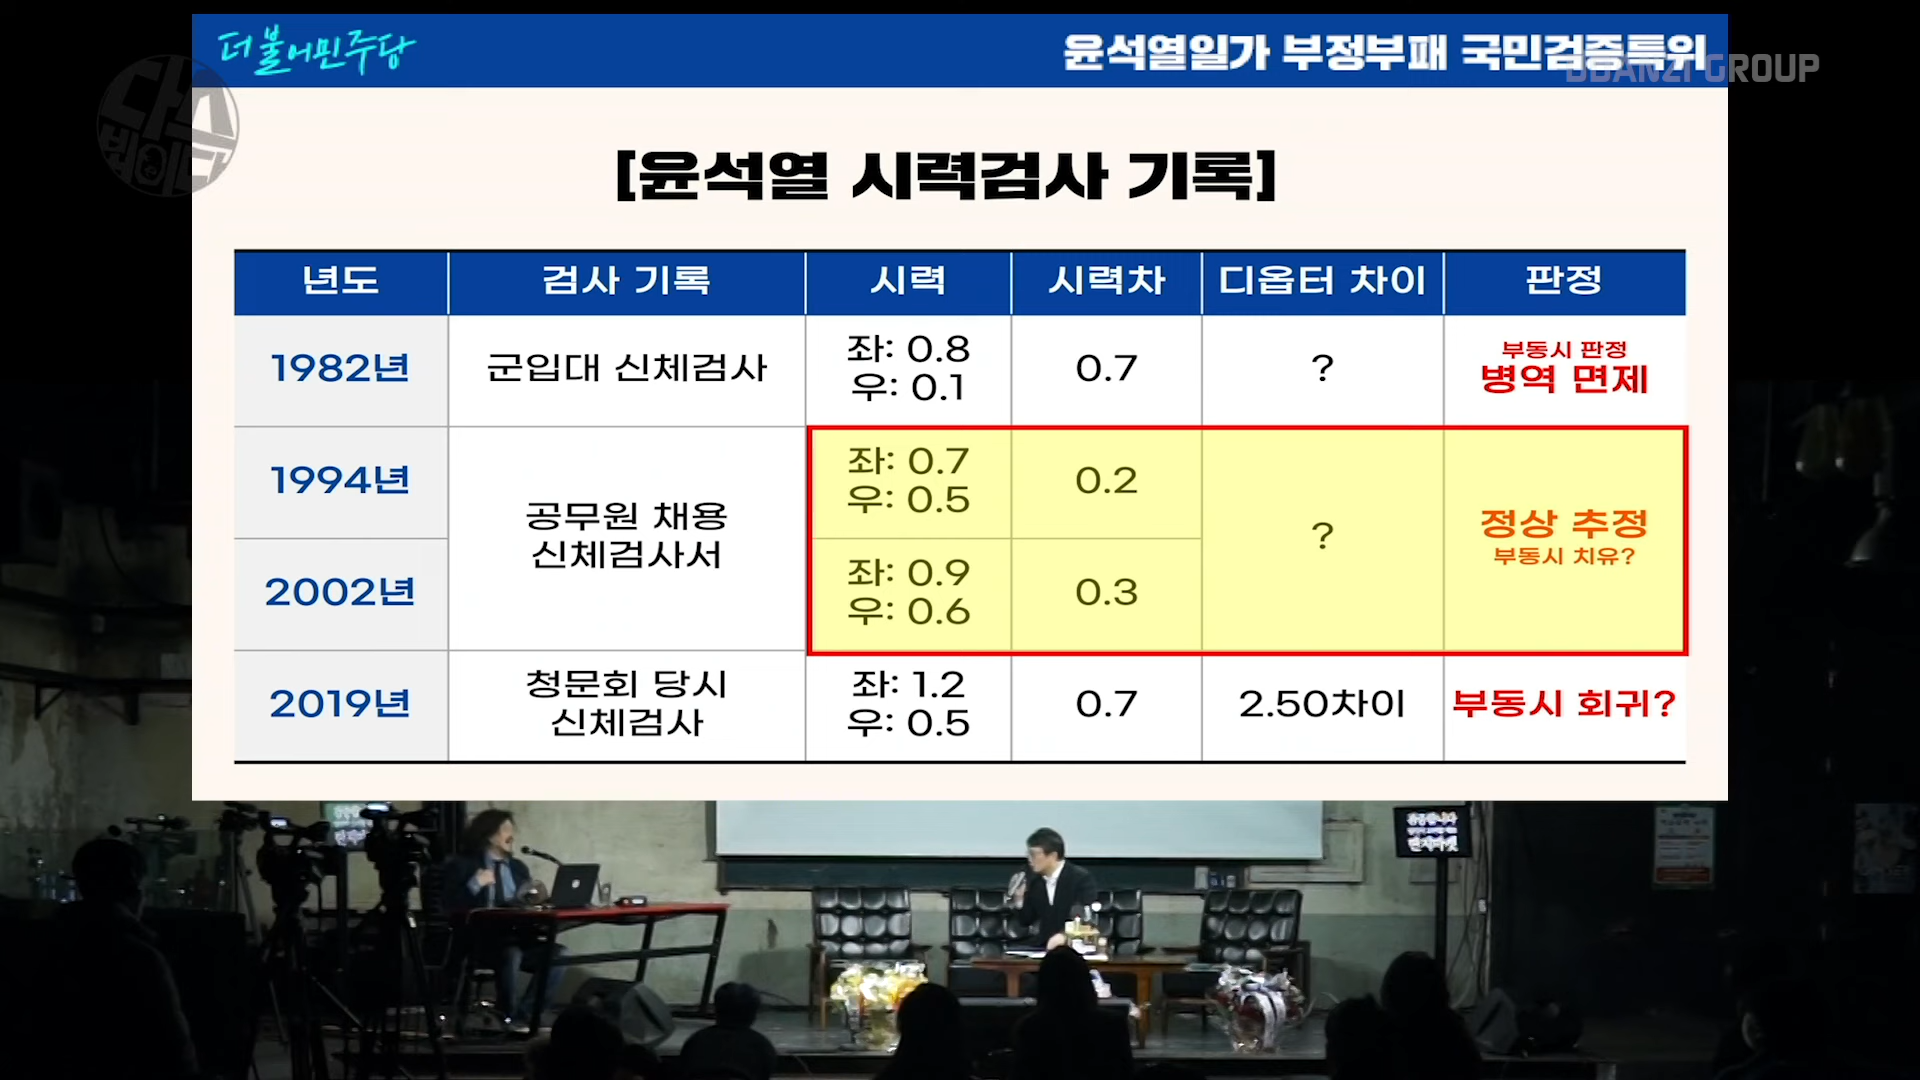 더불어민주당
윤석열일가 부정부패 국민검증특위
DDANZI GROUP
다스
뵈이다
[윤석열 시력검사 기록]
년도 검사 기록 시력 시력차 디옵터 차이 판정
1982년 군입대 신체검사 좌: 0.8 0.7 ? 부동시 판정
우: 0.1 병역 면제
1994년 공무원 채용 좌: 0.7 0.2 ? 정상 추정
신체검사서 우: 0.5 부동시 치유?
2002년 좌: 0.9 0.3
우: 0.6
2019년 청문회 당시 좌: 1.2 0.7 2.50차이 부동시 회귀?
신체검사 우: 0.5